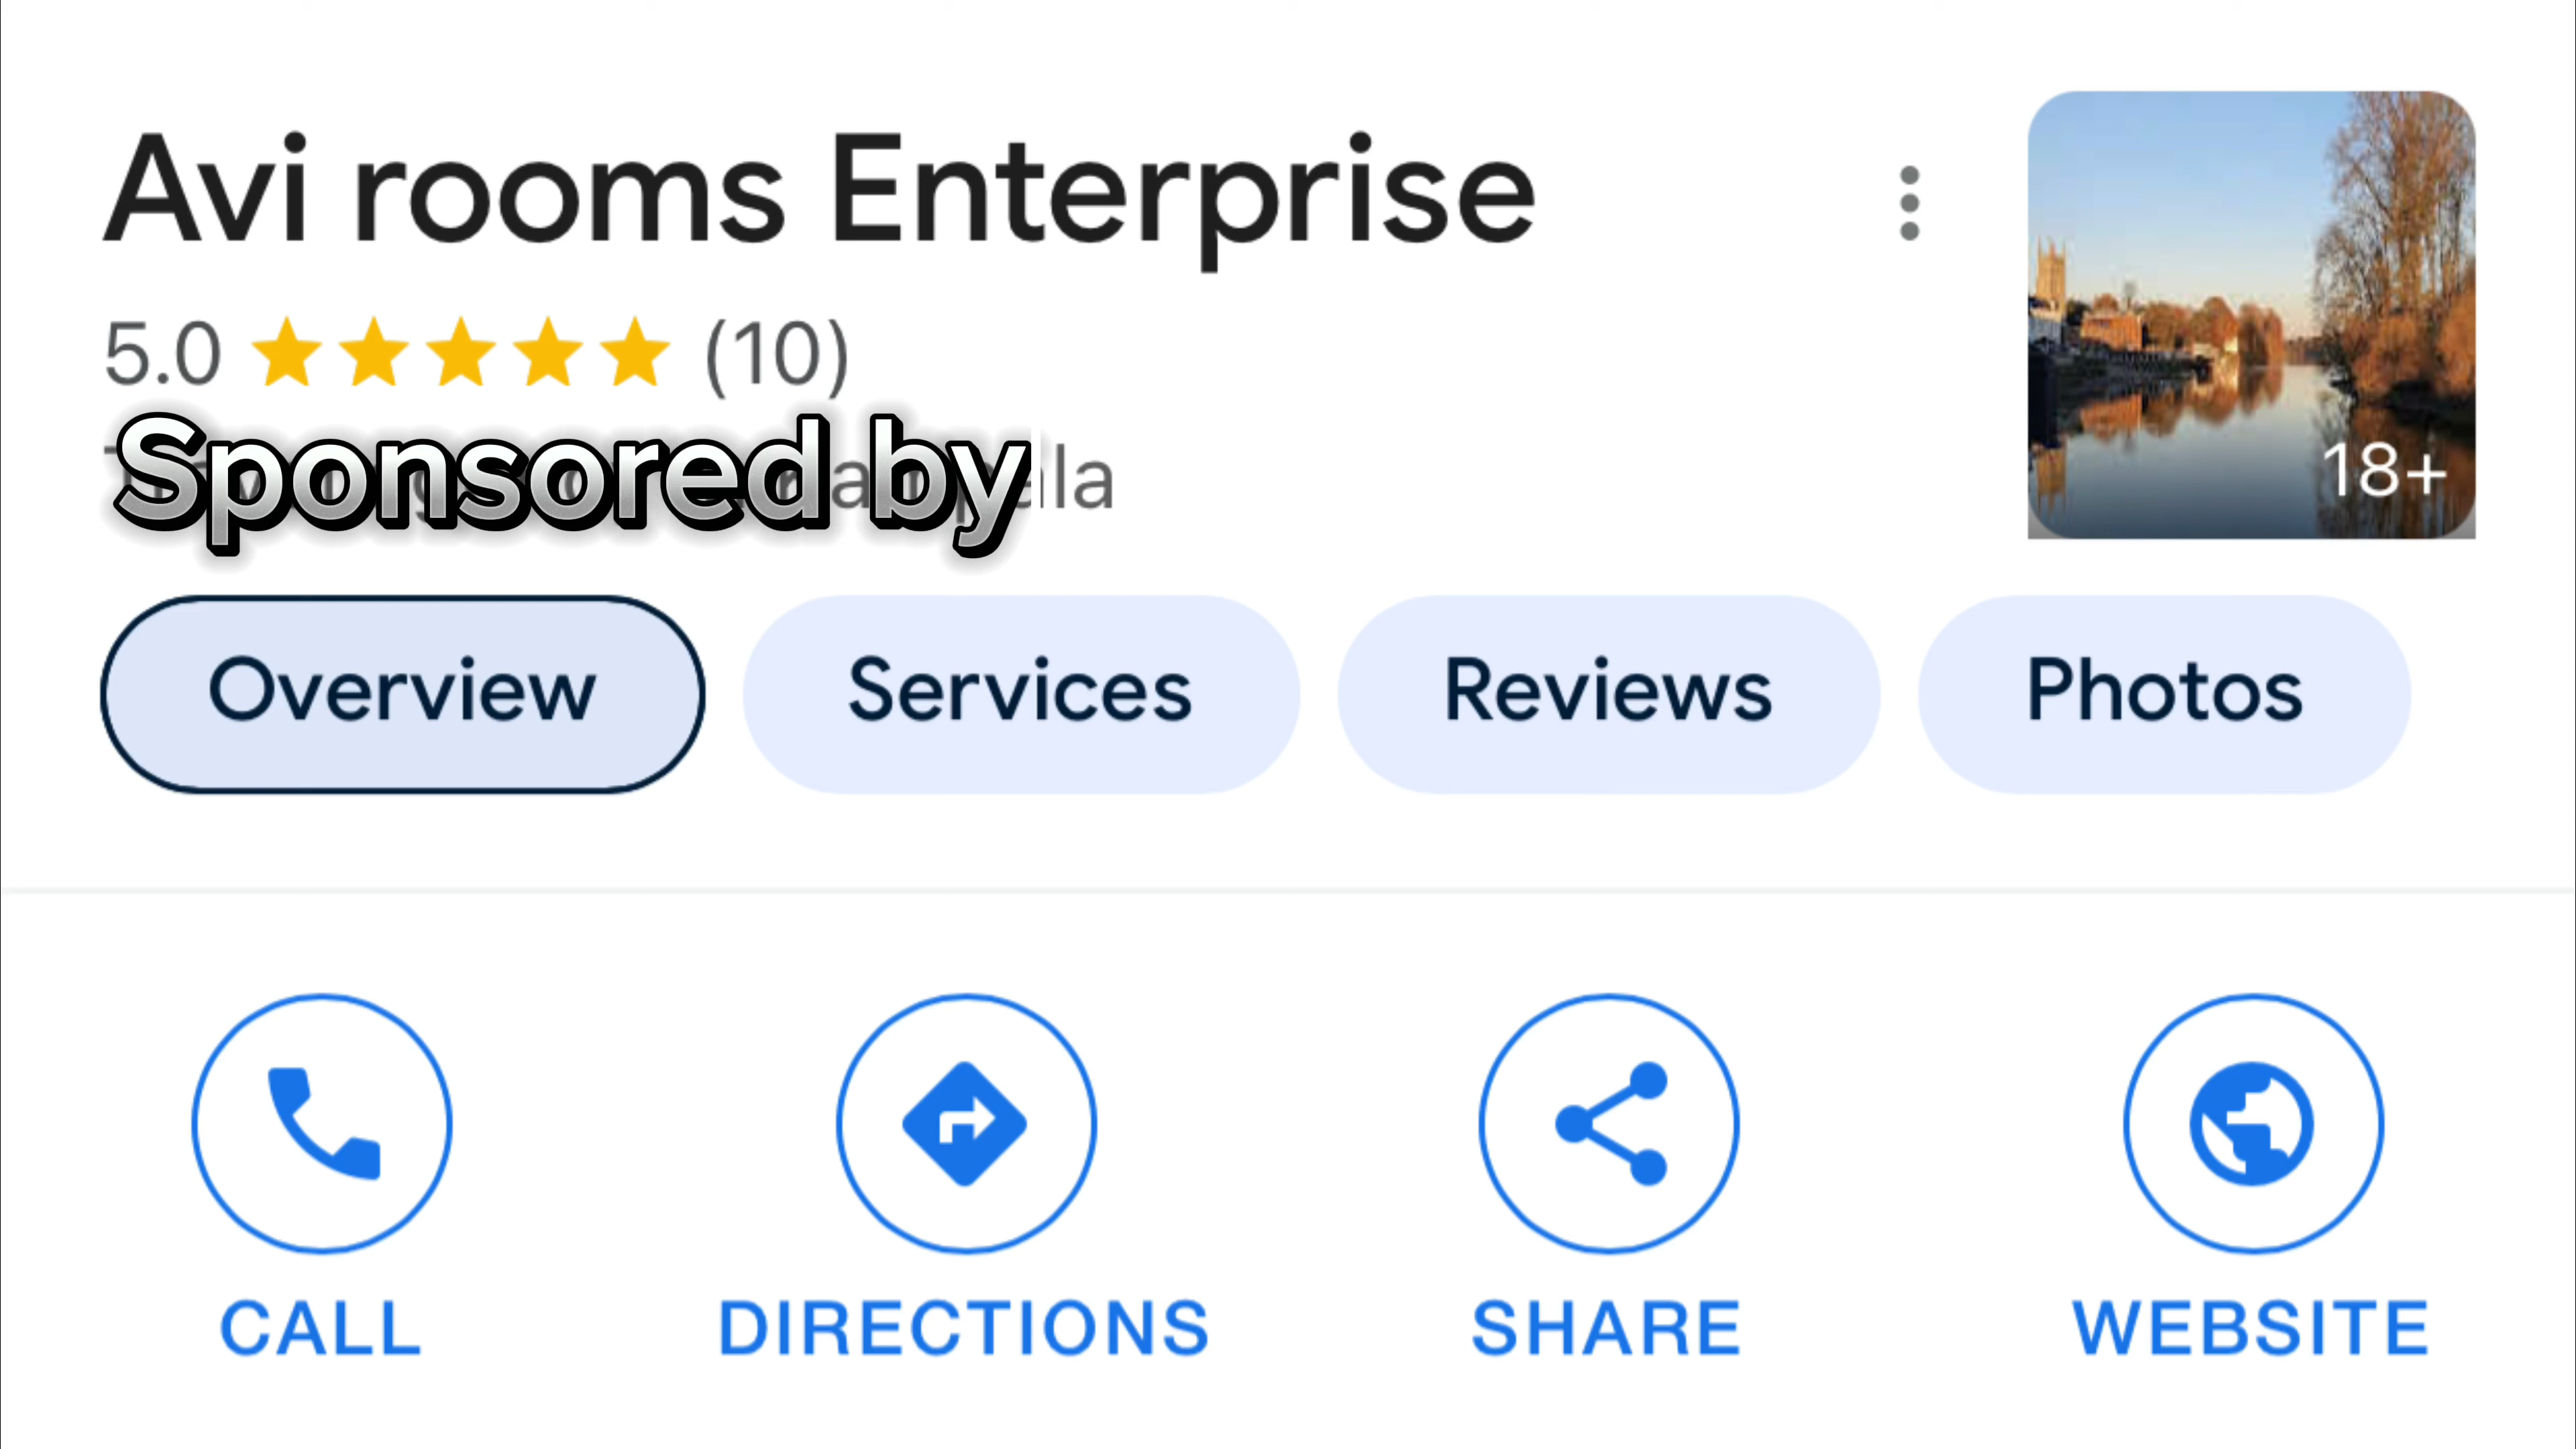 Avi rooms Enterprise
5.0 (10)
Sponsored by
18+
Overview Services Reviews Photos
CALL DIRECTIONS SHARE WEBSITE